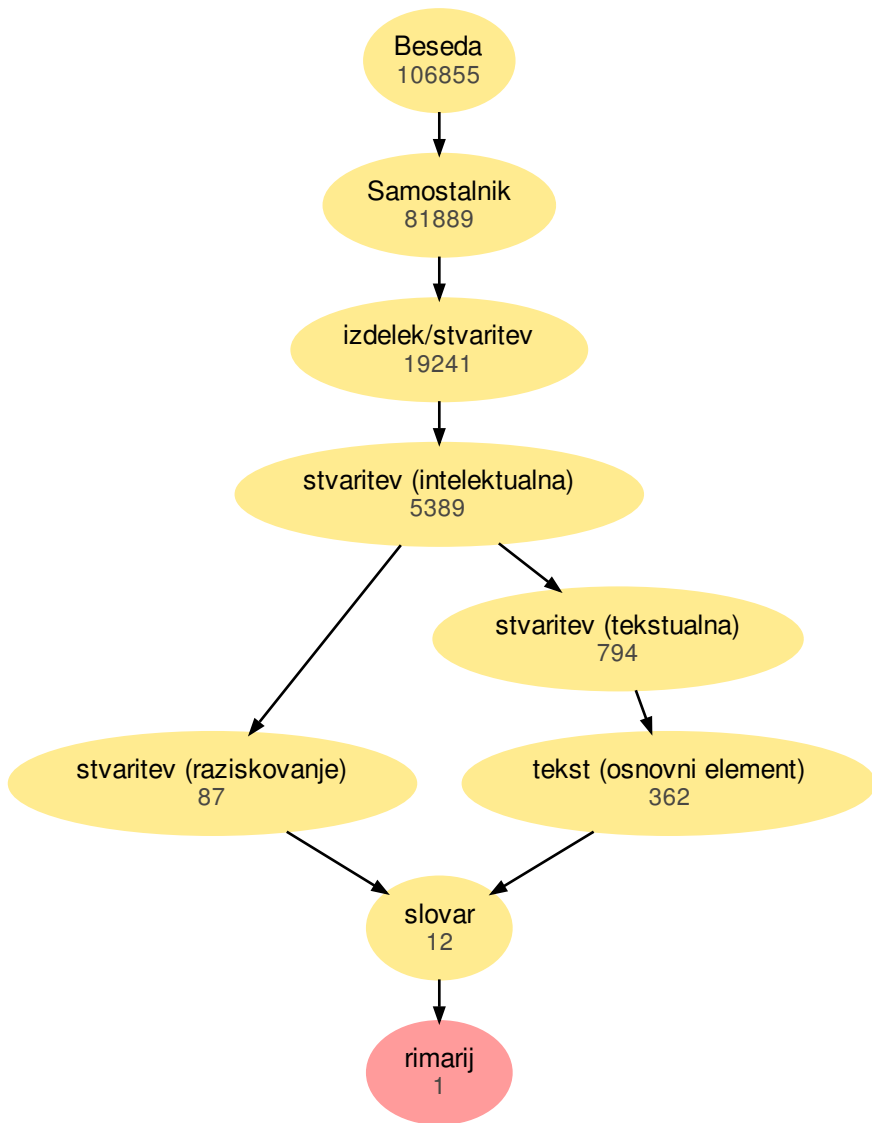 Beseda
106855
Samostalnik
81889
izdelek/stvaritev
19241
stvaritev (intelektualna)
5389
stvaritev (tekstualna)
794
stvaritev (raziskovanje)
87
tekst (osnovni element)
362
slovar
12
rimarij
1